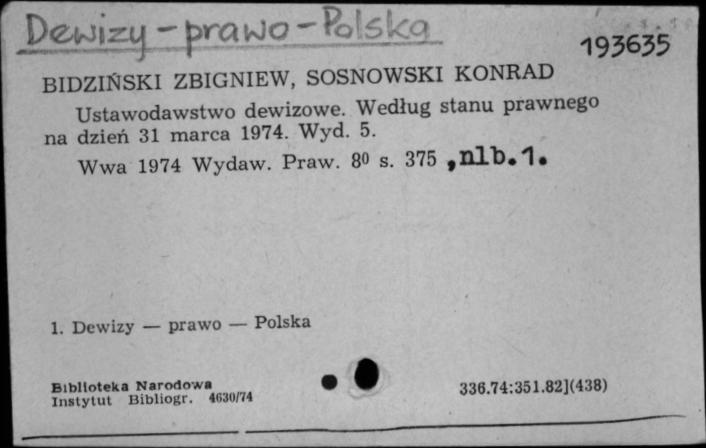 Dewizy - prawo - Polska
193635
BIDZIŃSKI ZBIGNIEW, SOSNOWSKI KONRAD
Ustawodawstwo dewizowe. Według stanu prawnego
na dzień 31 marca 1974. Wyd. 5.
Wwa 1974 Wydaw. Praw. 8⁰ s. 375 , nlb. 1.
1. Dewizy — prawo — Polska
Biblioteka Narodowa
Instytut Bibliogr. 4630/74
336.74:351.82](438)